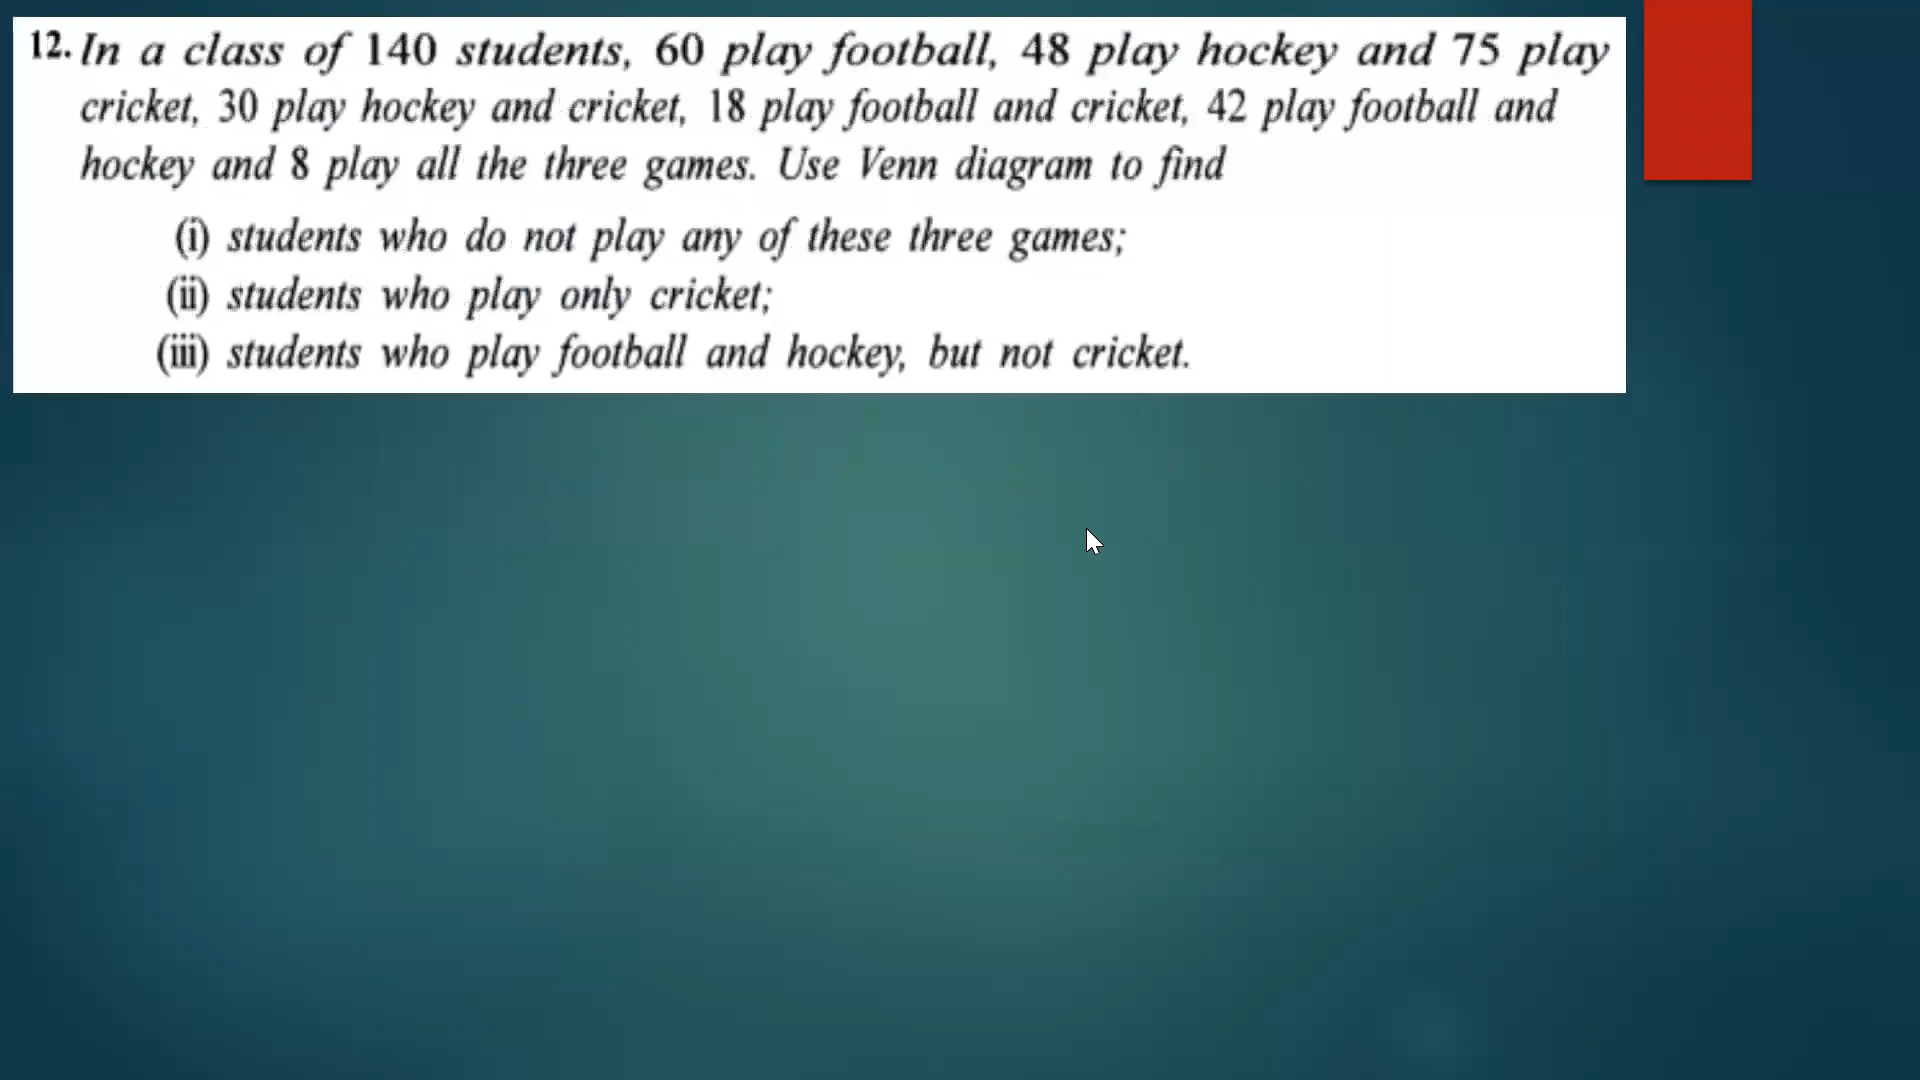 12. In a class of 140 students, 60 play football, 48 play hockey and 75 play
cricket, 30 play hockey and cricket, 18 play football and cricket, 42 play football and
hockey and 8 play all the three games. Use Venn diagram to find
(i) students who do not play any of these three games;
(ii) students who play only cricket;
(iii) students who play football and hockey, but not cricket.